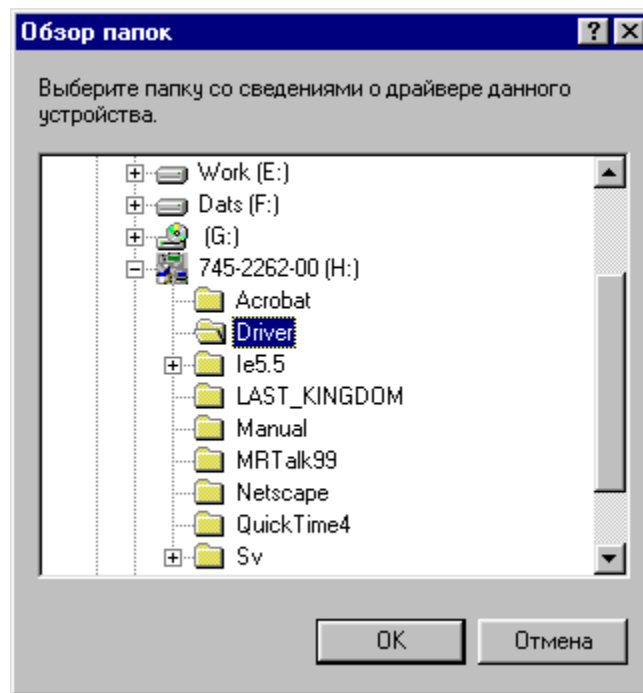 Обзор папок
Выберите папку со сведениями о драйвере данного
устройства.
Work (E:)
Dats (F:)
(G:)
745-2262-00 (H:)
Acrobat
Driver
Ie5.5
LAST_KINGDOM
Manual
MRTalk99
Netscape
QuickTime4
Sv
OK
Отмена